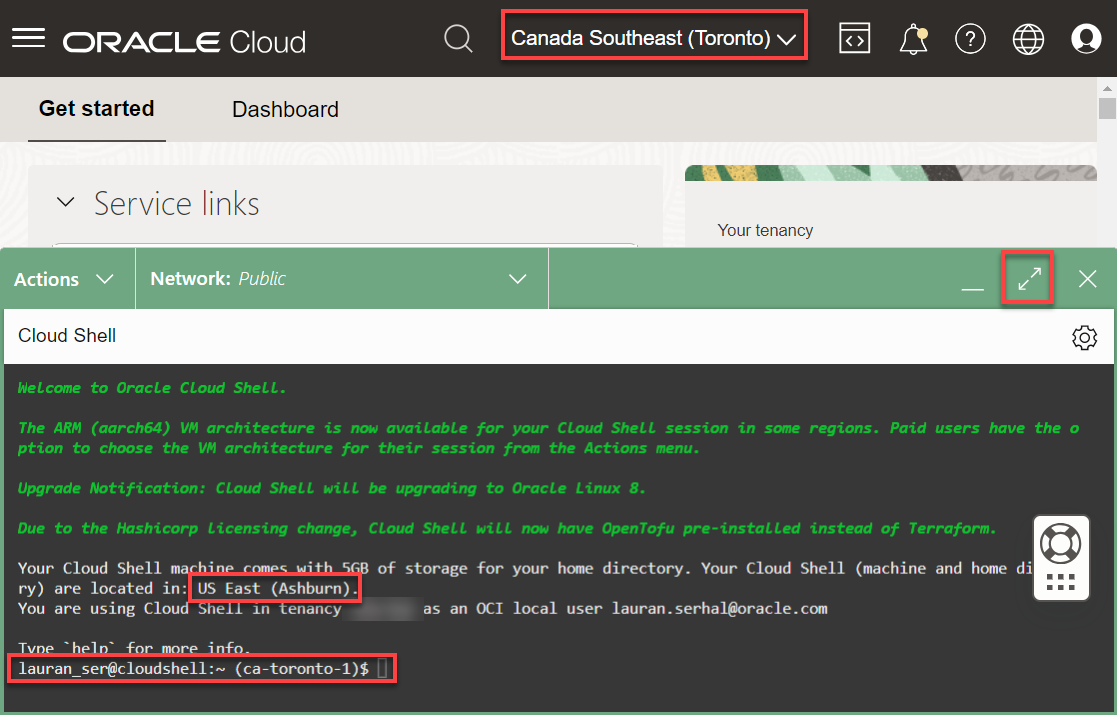 ORACLE Cloud
Canada Southeast (Toronto)
Get started
Dashboard
Service links
Your tenancy
Actions
Network: Public
Cloud Shell
Welcome to Oracle Cloud Shell.
The ARM (aarch64) VM architecture is now available for your Cloud Shell session in some regions. Paid users have the o
ption to choose the VM architecture for their session from the Actions menu.
Upgrade Notification: Cloud Shell will be upgrading to Oracle Linux 8.
Due to the Hashicorp licensing change, Cloud Shell will now have OpenTofu pre-installed instead of Terraform.
Your Cloud Shell machine comes with 5GB of storage for your home directory. Your Cloud Shell (machine and home di
ry) are located in: US East (Ashburn).
You are using Cloud Shell in tenancy as an OCI local user lauran.serhal@oracle.com
Type `help` for more info.
lauran_ser@cloudshell:~ (ca-toronto-1)$